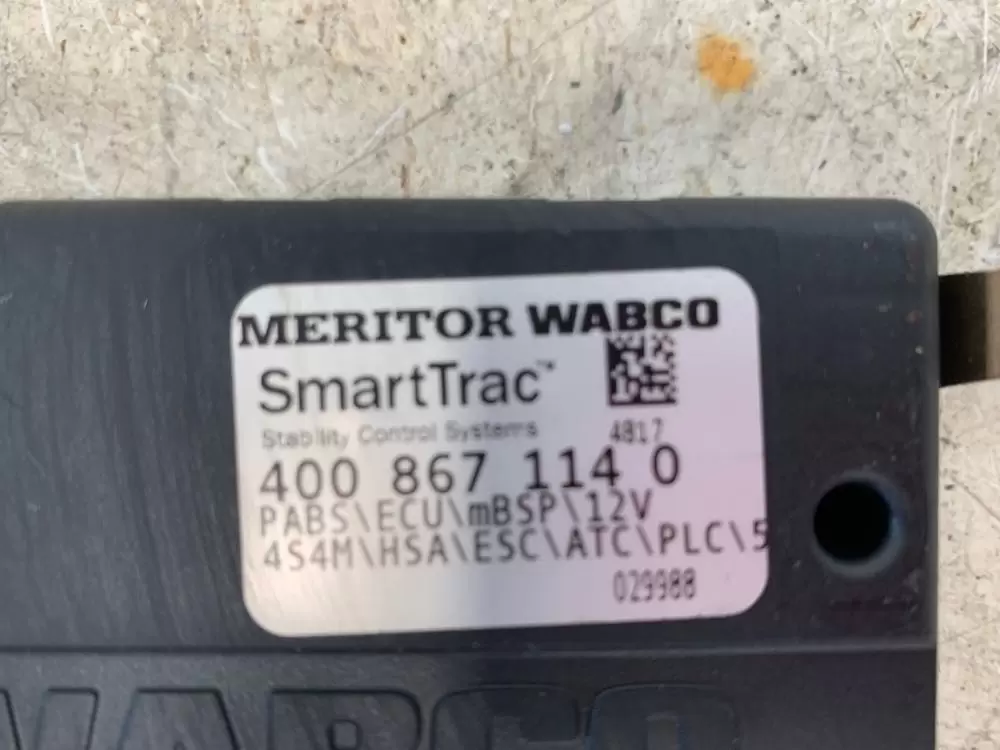 MERITOR WABCO
SmartTrac™
Stability Control Systems
4817
400 867 114 0
PABS\ECU\mBSP\12V
4S4M\HSA\ESC\ATC\PLC\5
029988
WABCO